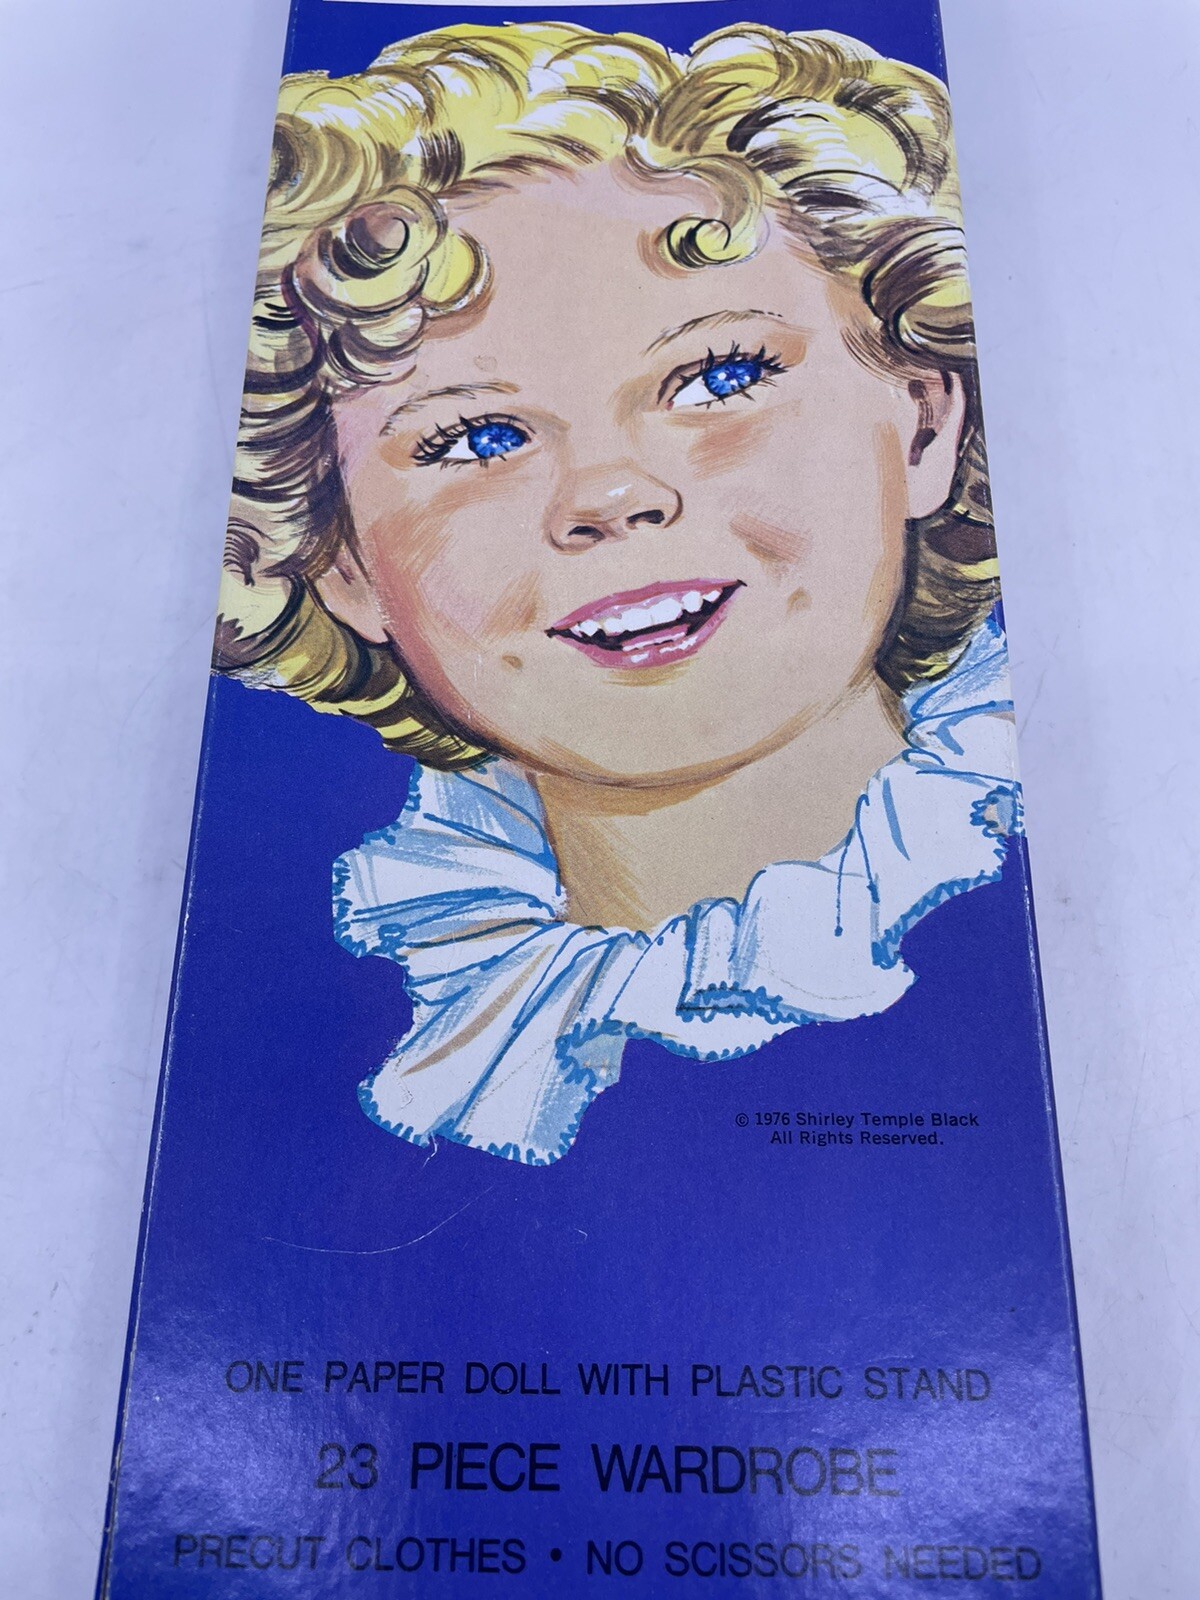 © 1976 Shirley Temple Black
All Rights Reserved.
ONE PAPER DOLL WITH PLASTIC STAND
23 PIECE WARDROBE
PRECUT CLOTHES • NO SCISSORS NEEDED